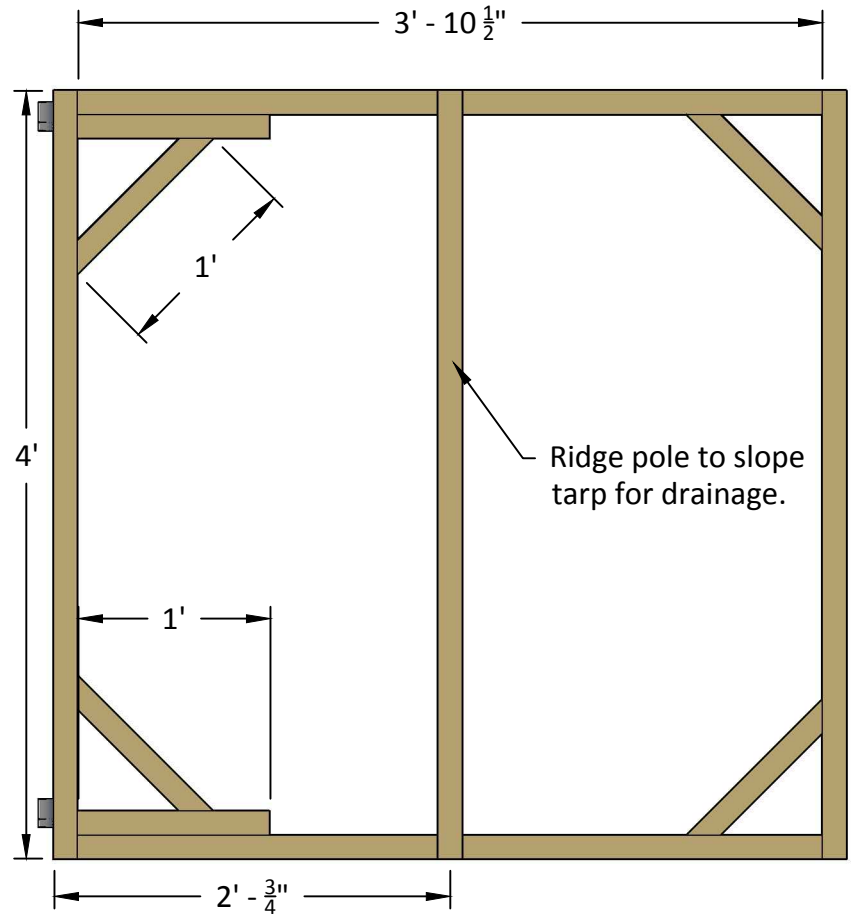 3' - 10 1/2"
1'
4'
Ridge pole to slope
tarp for drainage.
1'
2' - 3/4"